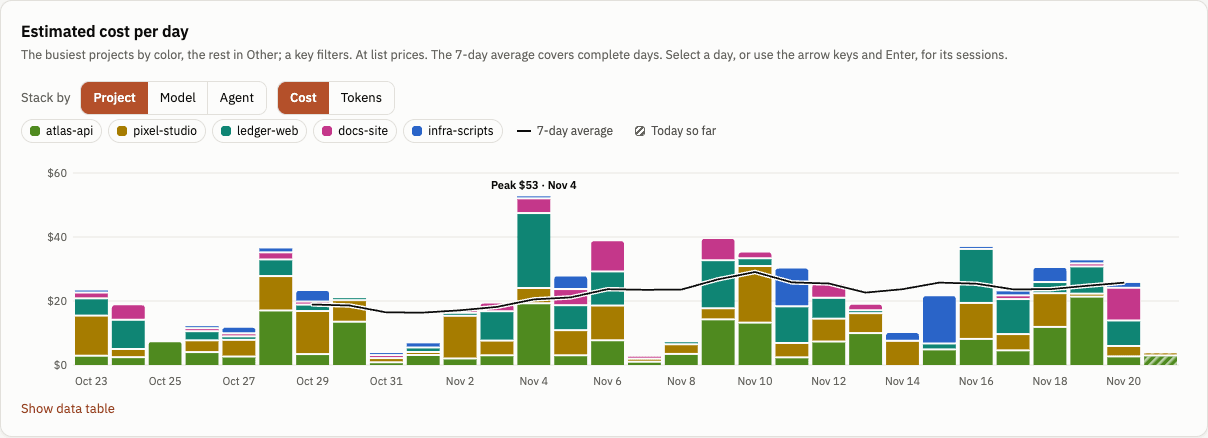 Estimated cost per day
The busiest projects by color, the rest in Other; a key filters. At list prices. The 7-day average covers complete days. Select a day, or use the arrow keys and Enter, for its sessions.
Stack by Project Model Agent Cost Tokens
atlas-api pixel-studio ledger-web docs-site infra-scripts 7-day average Today so far
$60
Peak $53 · Nov 4
$40
$20
$0
Oct 23 Oct 25 Oct 27 Oct 29 Oct 31 Nov 2 Nov 4 Nov 6 Nov 8 Nov 10 Nov 12 Nov 14 Nov 16 Nov 18 Nov 20
Show data table